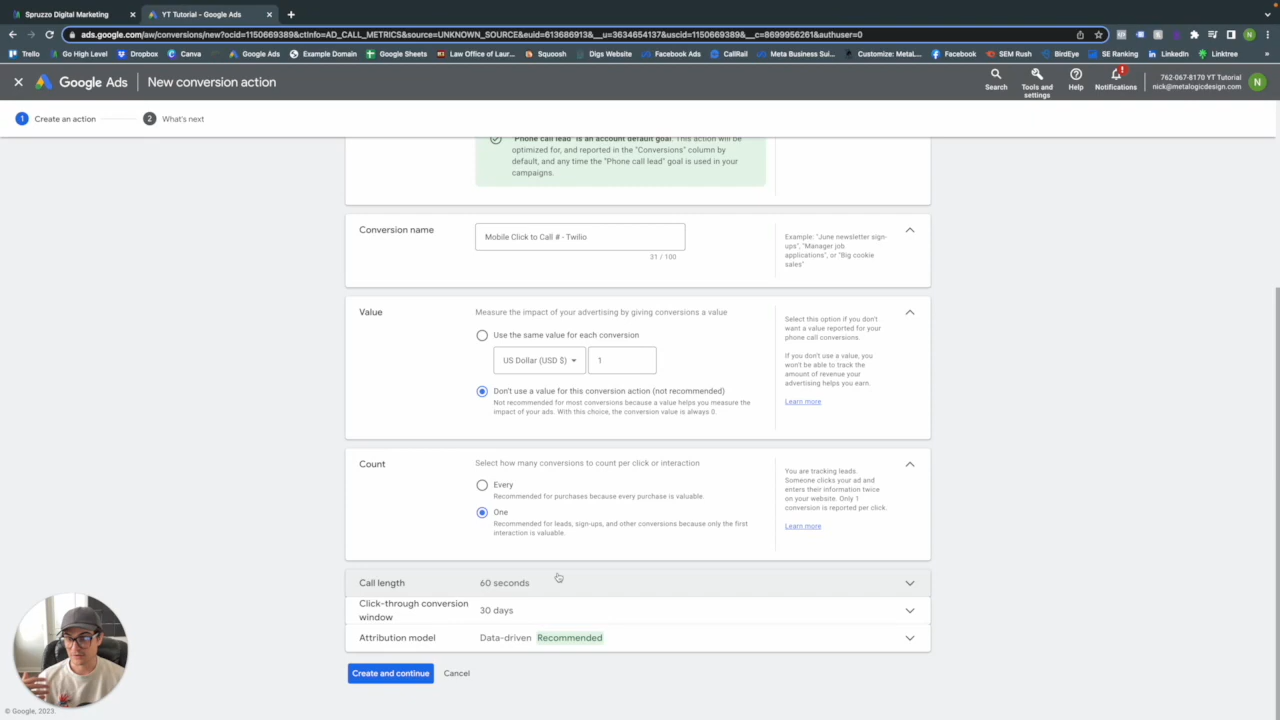 Spruzzo Digital Marketing
YT Tutorial - Google Ads
ads.google.com/aw/conversions/new?ocid=1150669389&ctInfo=AD_CALL_METRICS&source=UNKNOWN_SOURCE&euid=613686913&__u=3634654137&uscid=1150669389&__c=8699956261&authuser=0
Trello
Go High Level
Dropbox
Canva
Google Ads
Extreme Broadband
Google Sheets
Law Office of Laur...
Squoosh
Digs Website
Uscid Ads
CallRail
Meta Business Sui...
Customize: MetaL...
Facebook
SEM Rush
BirdEye
SE Ranking
LinkedIn
Linktree
Google Ads
New conversion action
Search
Tools and
settings
Help
Notifications
762-067-8170 YT Tutorial
nick@metalogicdesign.com
N
1 Create an action
2 What's next
"Phone call lead" is an account default goal. This action will be
optimized for, and reported in the "Conversions" column by
default, and any time the "Phone call lead" goal is used in your
campaigns.
Conversion name
Mobile Click to Call # - Twilio
31 / 100
Example: "June newsletter sign-
ups", "Manager job
applications", or "Big cookie
sales"
Value
Measure the impact of your advertising by giving conversions a value
Use the same value for each conversion
US Dollar (USD $)
1
Don't use a value for this conversion action (not recommended)
Not recommended for most conversions because a value helps you measure the
impact of your ads. With this choice, the conversion value is always 0.
Select this option if you don't
want a value reported for your
phone call conversions.
If you don't use a value, you
won't be able to track the
amount of revenue your
advertising helps you earn.
Learn more
Count
Select how many conversions to count per click or interaction
Every
Recommended for purchases because every purchase is valuable.
One
Recommended for leads, sign-ups, and other conversions because only the first
interaction is valuable.
You are tracking leads.
Someone clicks your ad and
enters their information twice
on your website. Only 1
conversion is reported per click.
Learn more
Call length
60 seconds
Click-through conversion
window
30 days
Attribution model
Data-driven Recommended
Create and continue
Cancel
© Google, 2023.